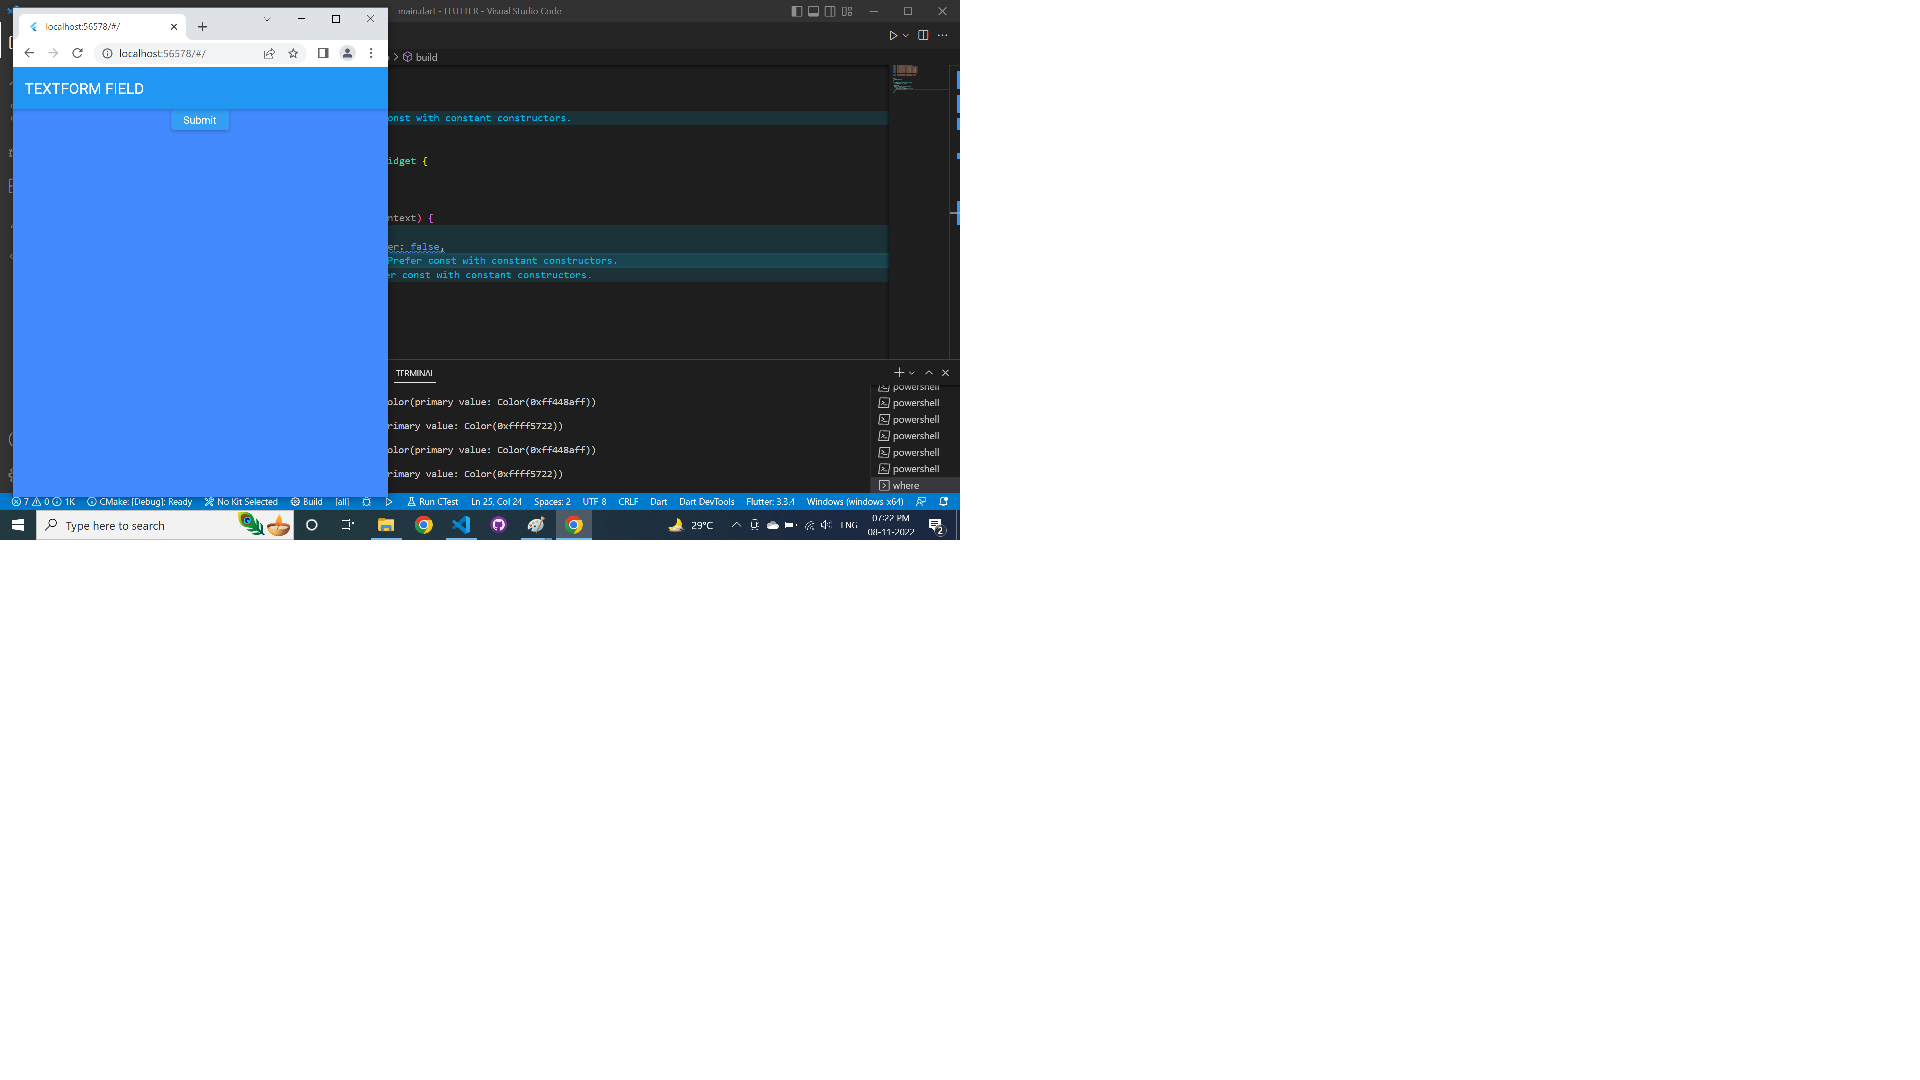 localhost:56578/#/
main.dart - FLUTTER - Visual Studio Code
localhost:56578/#/
build
TEXTFORM FIELD
Submit
onst with constant constructors.
idget {
ntext) {
er: false,
Prefer const with constant constructors.
er const with constant constructors.
TERMINAL
olor(primary value: Color(0xff448aff))
rimary value: Color(0xffff5722))
olor(primary value: Color(0xff448aff))
rimary value: Color(0xffff5722))
powershell
powershell
powershell
powershell
powershell
powershell
where
7 0 1K CMake: [Debug]: Ready No Kit Selected Build [all] Run CTest Ln 25, Col 24 Spaces: 2 UTF-8 CRLF Dart Dart DevTools Flutter: 3.3.4 Windows (windows-x64)
Type here to search
29°C
ENG
07:22 PM
08-11-2022
2